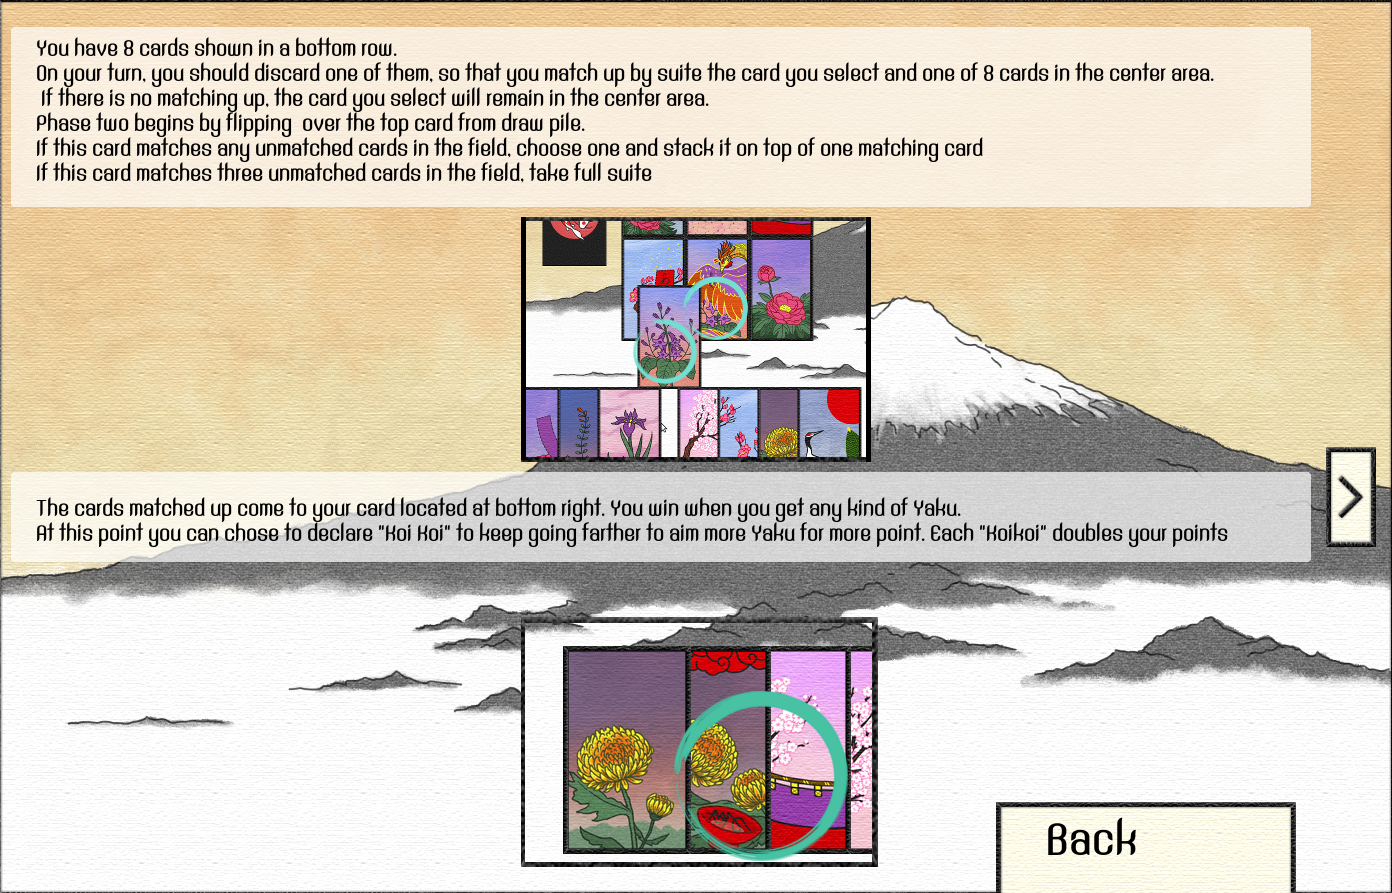 You have 8 cards shown in a bottom row.
On your turn, you should discard one of them, so that you match up by suite the card you select and one of 8 cards in the center area.
If there is no matching up, the card you select will remain in the center area.
Phase two begins by flipping over the top card from draw pile.
If this card matches any unmatched cards in the field, choose one and stack it on top of one matching card
If this card matches three unmatched cards in the field, take full suite
The cards matched up come to your card located at bottom right. You win when you get any kind of Yaku.
At this point you can chose to declare "Koi Koi" to keep going farther to aim more Yaku for more point. Each "Koikoi" doubles your points
Back